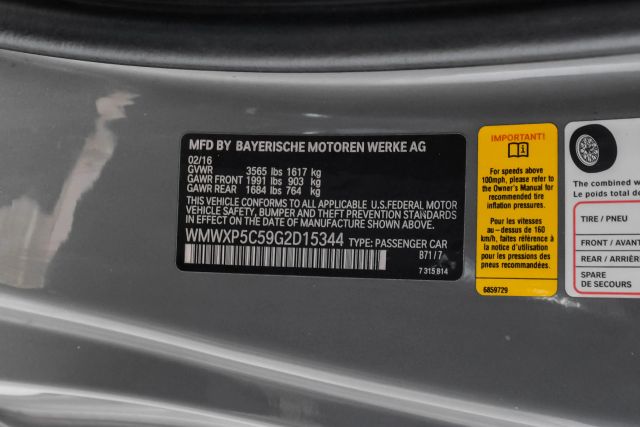 MFD BY BAYERISCHE MOTOREN WERKE AG
02/16
GVWR 3565 lbs 1617 kg
GAWR FRONT 1991 lbs 903 kg
GAWR REAR 1684 lbs 764 kg
THIS VEHICLE CONFORMS TO ALL APPLICABLE U.S.FEDERAL MOTOR
VEHICLE SAFETY, BUMPER AND THEFT PREVENTION STANDARDS
IN EFFECT ON THE DATE OF MANUFACTURE SHOWN ABOVE.
WMWXP5C59G2D15344 TYPE: PASSENGER CAR
B71/7
7 315 814
IMPORTANT!
For speeds above
100mph, please refer to
the Owner's Manual for
recommended tire
inflation pressures.
Pour les vitesses
au-dessus de 160
km/h, faites référence à
la notice d'utilisation
pour les pressions des
pneus recommandées.
6859729
The combined w
Le poids total de
TIRE / PNEU
FRONT / AVANT
REAR / ARRIÈRE
SPARE
DE SECOURS